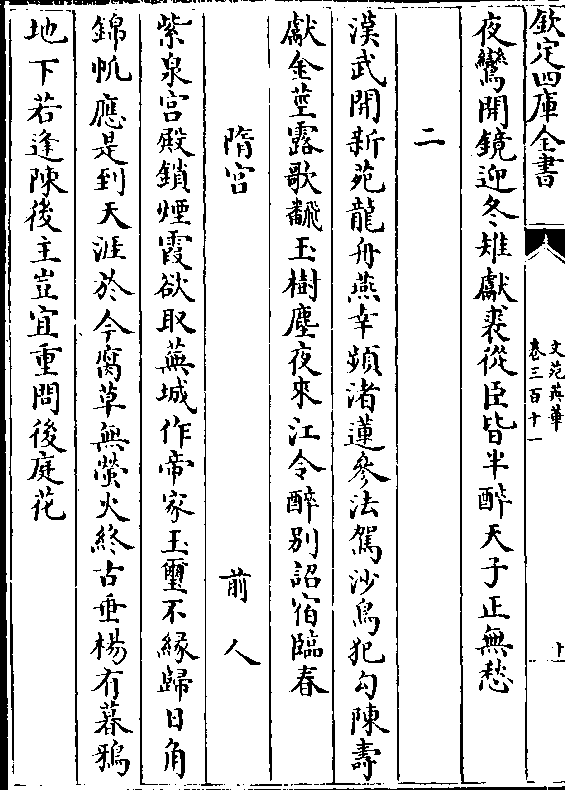 欽定四庫全書
文苑英華
卷三百十一
上
夜鸞開鏡迎冬雉獻裘從臣皆半醉天子正無愁
二
漢武開新苑龍舟燕幸頻渚蓮參法駕沙鳥犯勾陳壽
獻金莖露歌飜玉樹塵夜來江令醉別詔宿臨春
隋宫 前人
紫泉宮殿鎖煙霞欲取蕪城作帝家玉璽不緣歸日角
錦帆應是到天涯於今腐草無螢火終古垂楊有暮鴉
地下若逢陳後主豈宜重問後庭花